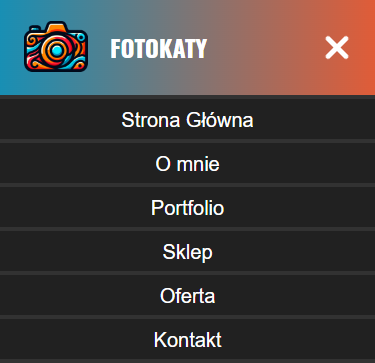 FOTOKATY
Strona Główna
O mnie
Portfolio
Sklep
Oferta
Kontakt